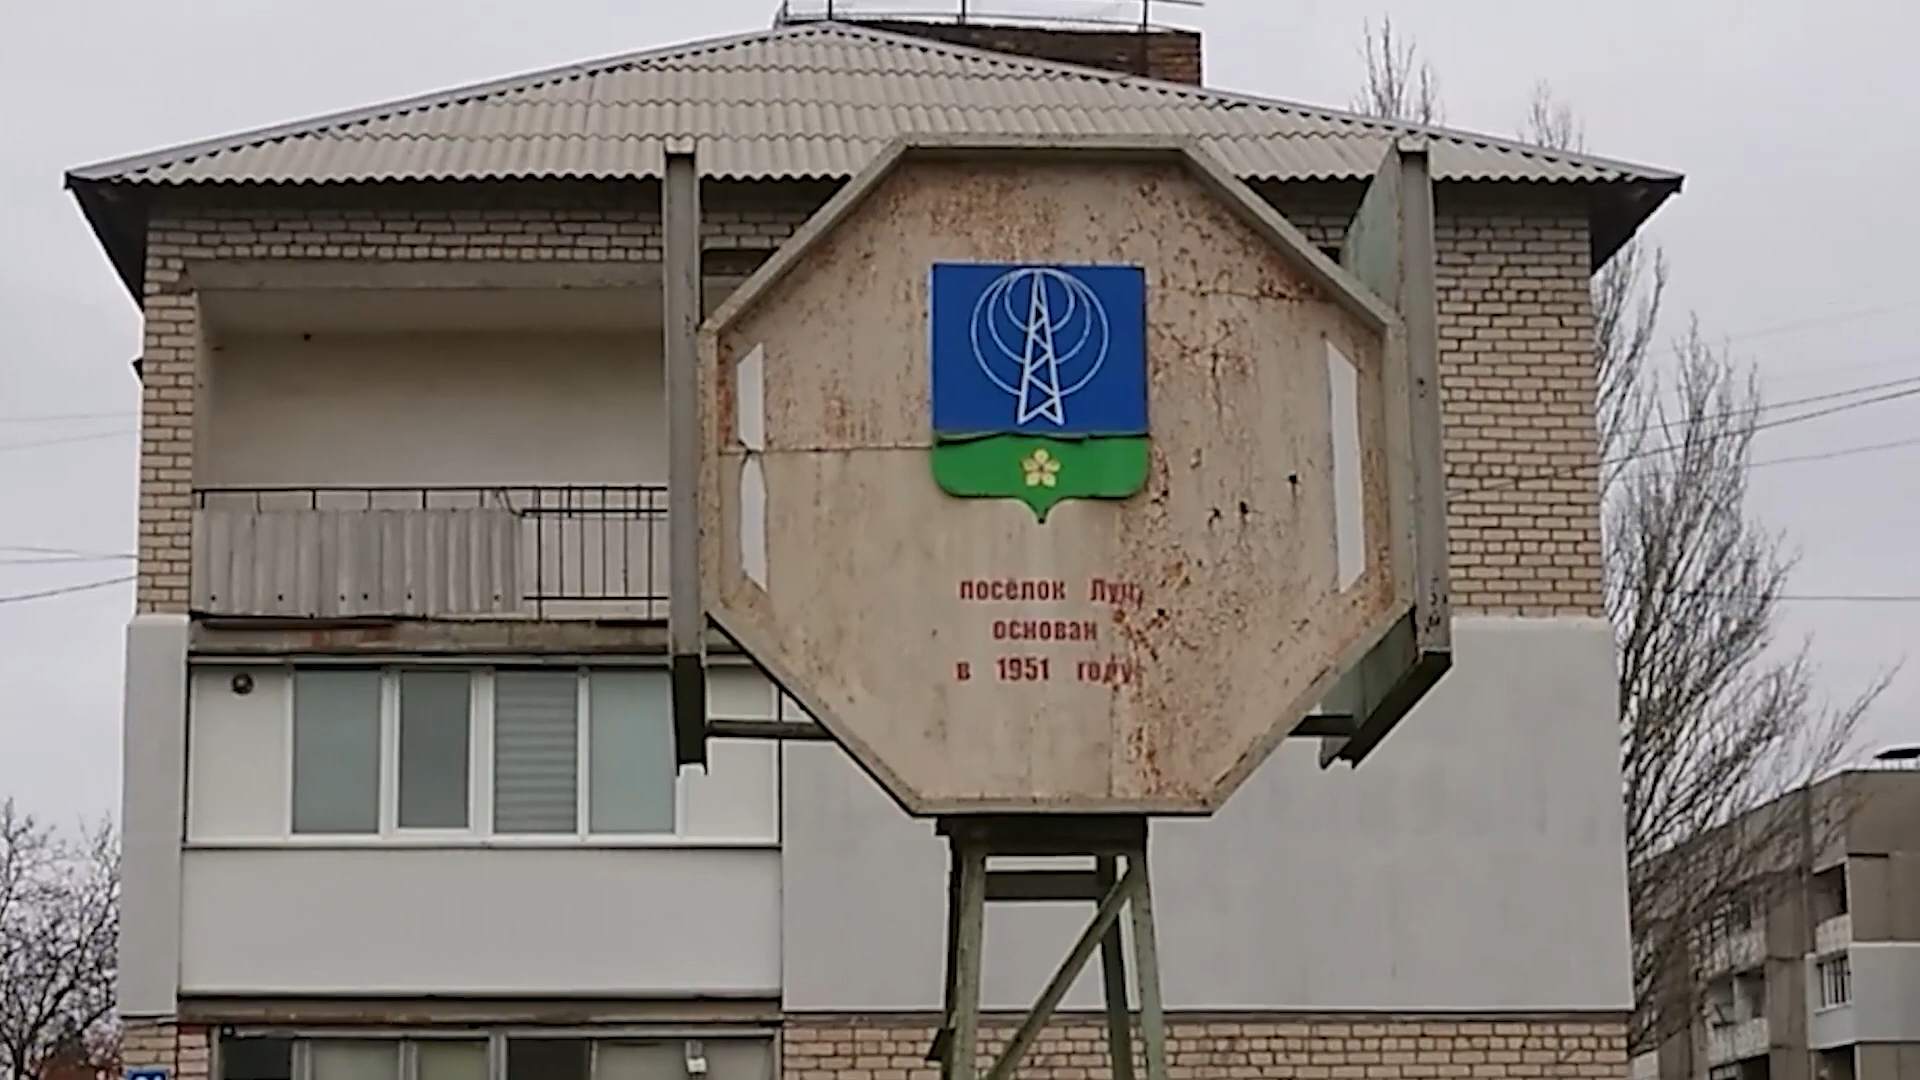 посёлок Луч
основан
в 1951 году